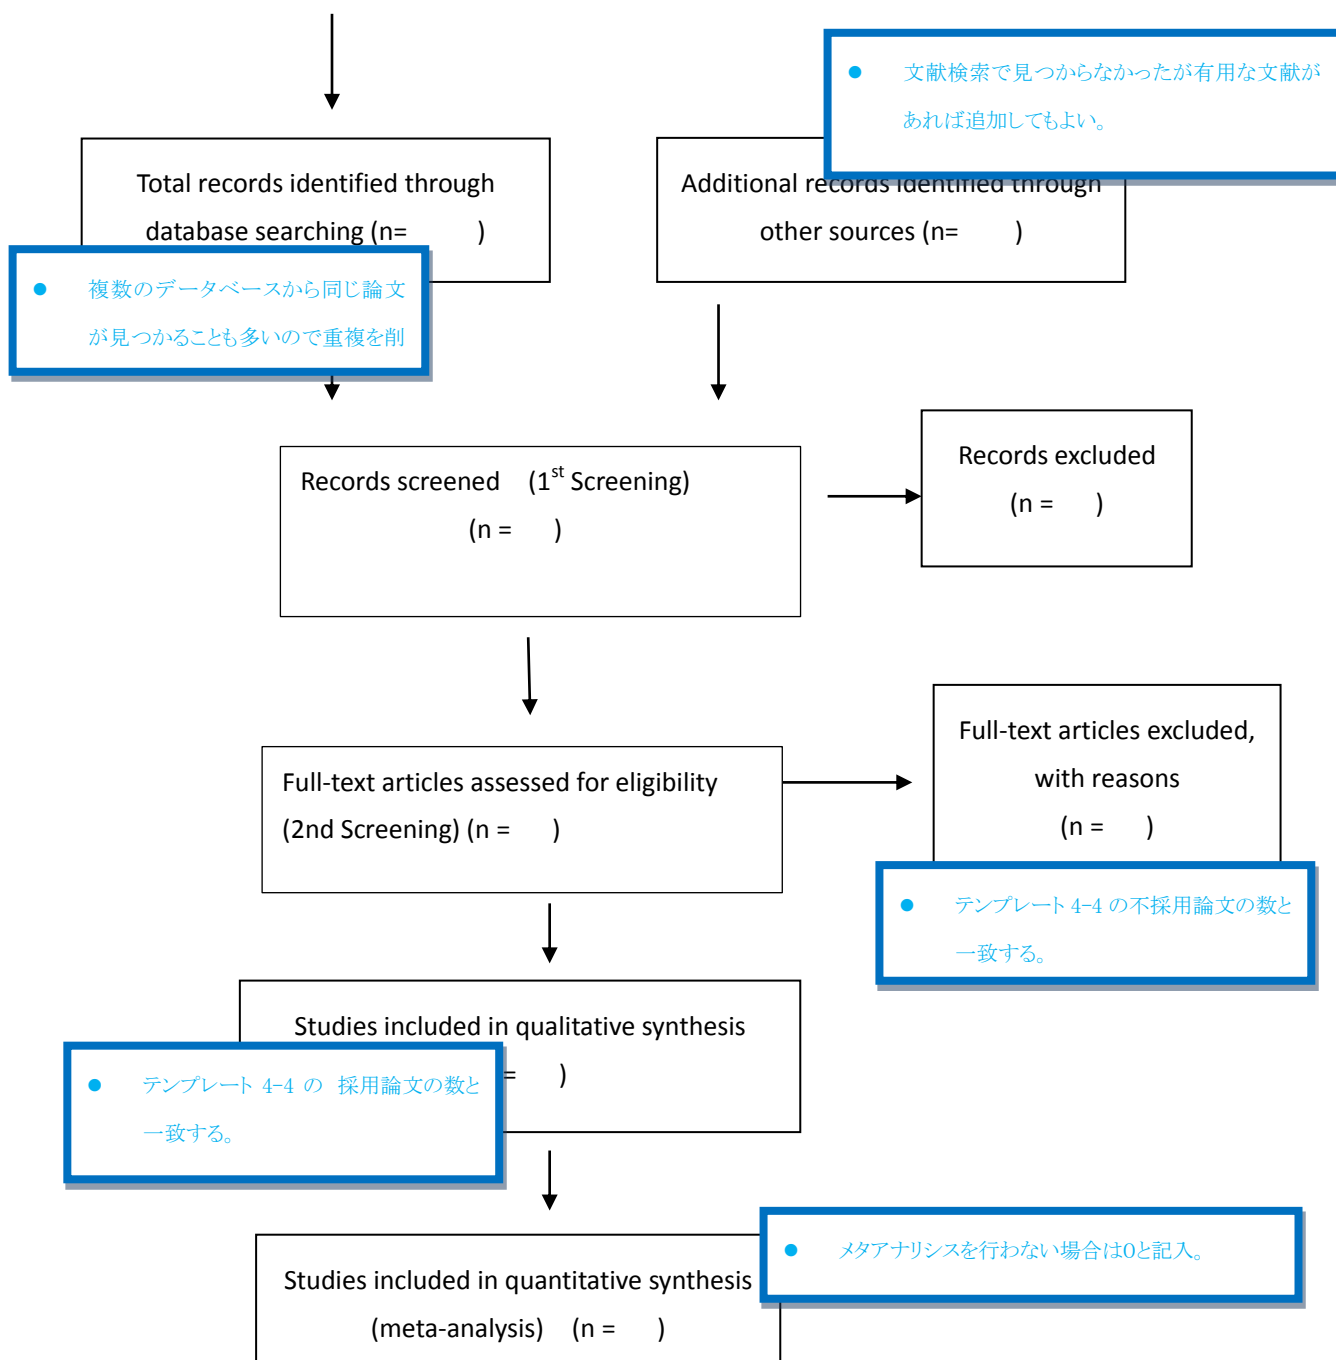 文献検索で見つからなかったが有用な文献が
あれば追加してもよい。
Total records identified through
database searching (n= )
Additional records identified through
other sources (n= )
複数のデータベースから同じ論文
が見つかることも多いので重複を削
Records screened (1st Screening)
(n = )
Records excluded
(n = )
Full-text articles assessed for eligibility
(2nd Screening) (n = )
Full-text articles excluded,
with reasons
(n = )
テンプレート 4-4 の不採用論文の数と
一致する。
Studies included in qualitative synthesis
= )
テンプレート 4-4 の 採用論文の数と
一致する。
メタアナリシスを行わない場合は0と記入。
Studies included in quantitative synthesis
(meta-analysis) (n = )